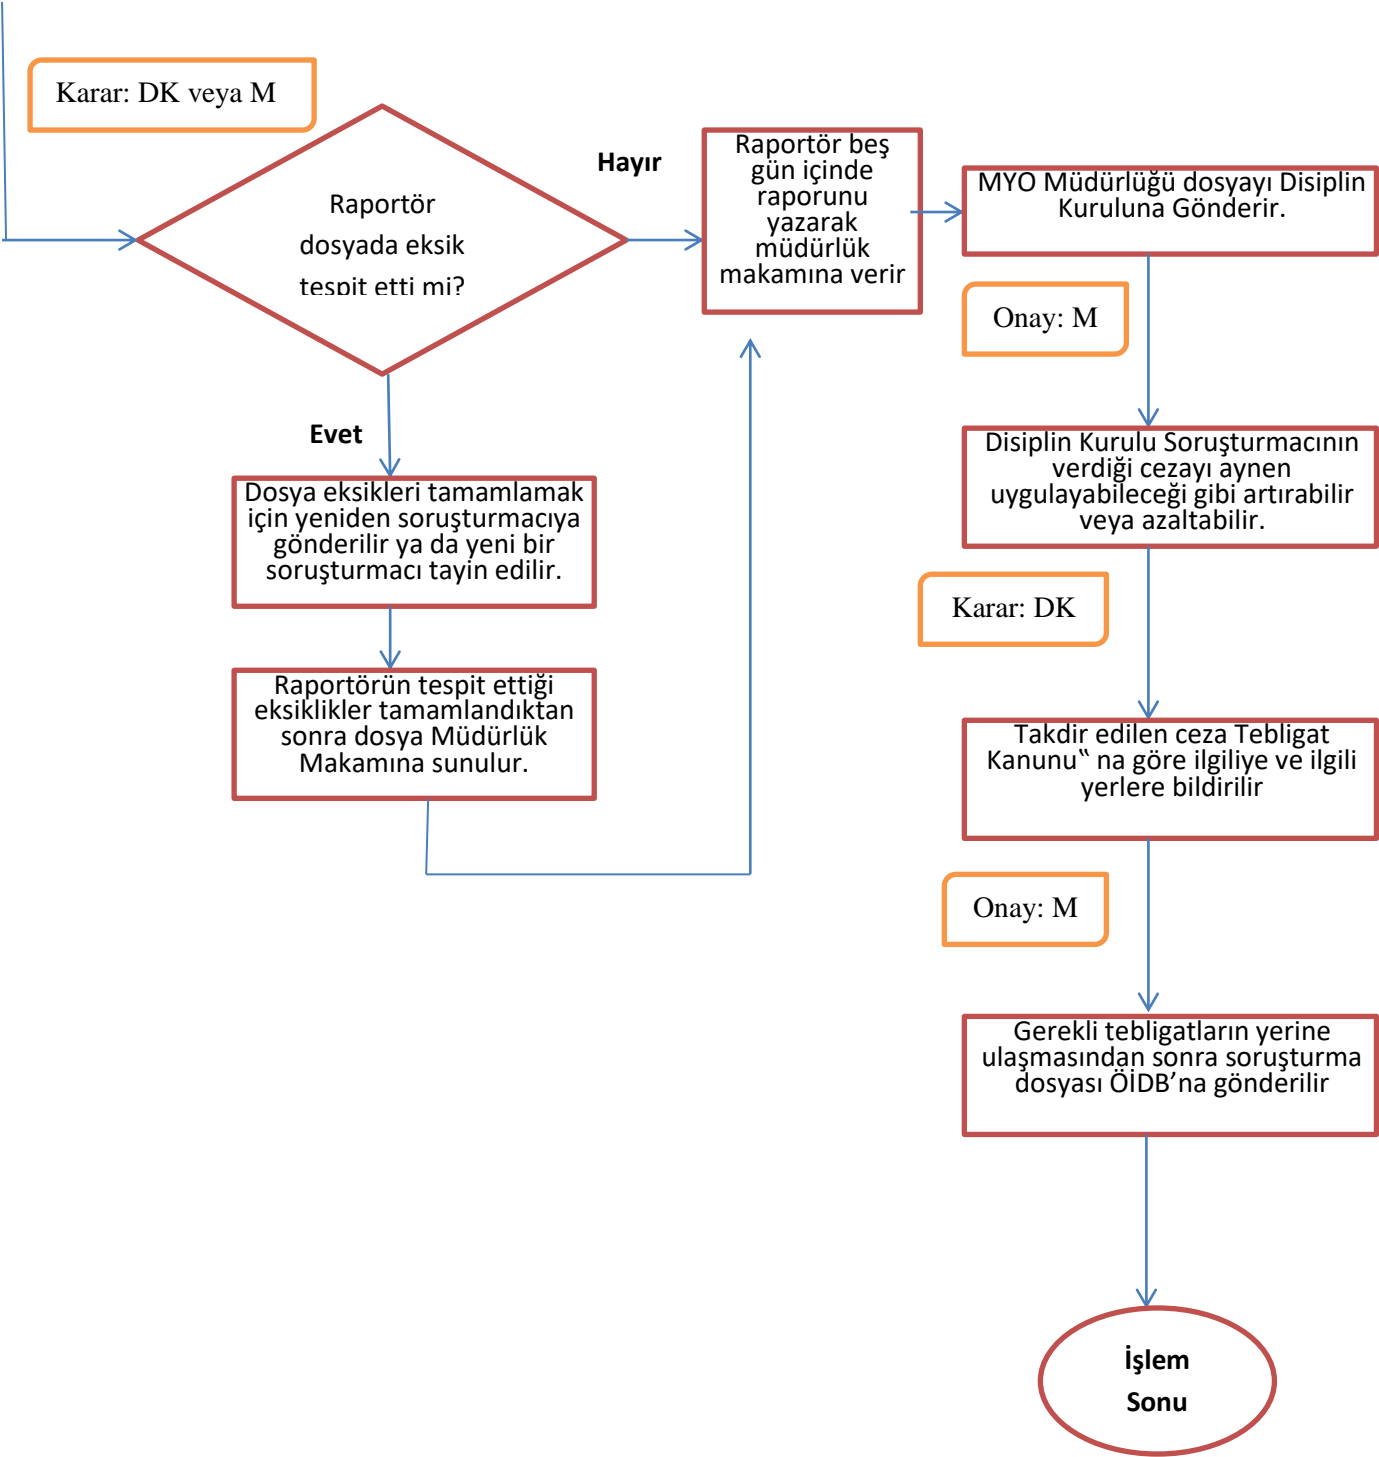 Karar: DK veya M
Raportör
dosyada eksik
tespit etti mi?
Hayır
Raportör beş
gün içinde
raporunu
yazarak
müdürlük
makamına verir
MYO Müdürlüğü dosyayı Disiplin
Kuruluna Gönderir.
Onay: M
Evet
Dosya eksikleri tamamlamak
için yeniden soruşturmacıya
gönderilir ya da yeni bir
soruşturmacı tayin edilir.
Disiplin Kurulu Soruşturmacının
verdiği cezayı aynen
uygulayabileceği gibi artırabilir
veya azaltabilir.
Karar: DK
Raportörün tespit ettiği
eksiklikler tamamlandıktan
sonra dosya Müdürlük
Makamına sunulur.
Takdir edilen ceza Tebligat
Kanunu‟ na göre ilgiliye ve ilgili
yerlere bildirilir
Onay: M
Gerekli tebligatların yerine
ulaşmasından sonra soruşturma
dosyası ÖİDB’na gönderilir
İşlem
Sonu